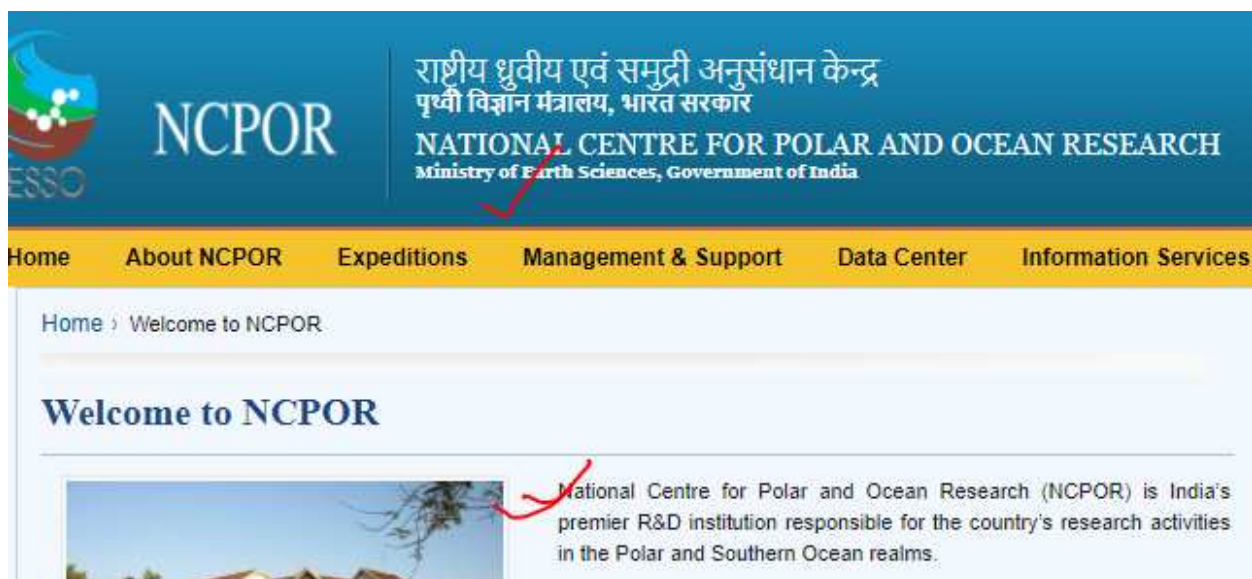 राष्ट्रीय ध्रुवीय एवं समुद्री अनुसंधान केन्द्र
पृथ्वी विज्ञान मंत्रालय, भारत सरकार
NCPOR
NATIONAL CENTRE FOR POLAR AND OCEAN RESEARCH
Ministry of Earth Sciences, Government of India
ESSO
Home About NCPOR Expeditions Management & Support Data Center Information Services
Home › Welcome to NCPOR
Welcome to NCPOR
National Centre for Polar and Ocean Research (NCPOR) is India's
premier R&D institution responsible for the country's research activities
in the Polar and Southern Ocean realms.